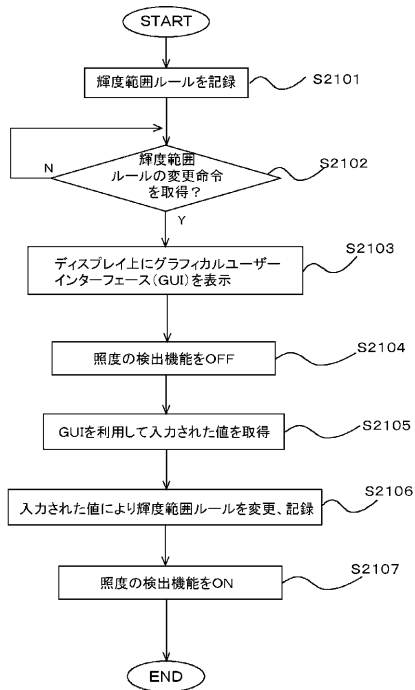 START
輝度範囲ルールを記録
S2101
輝度範囲
ルールの変更命令
を取得？
S2102
N
Y
ディスプレイ上にグラフィカルユーザー
インターフェース（GUI）を表示
S2103
照度の検出機能をOFF
S2104
GUIを利用して入力された値を取得
S2105
入力された値により輝度範囲ルールを変更、記録
S2106
照度の検出機能をON
S2107
END